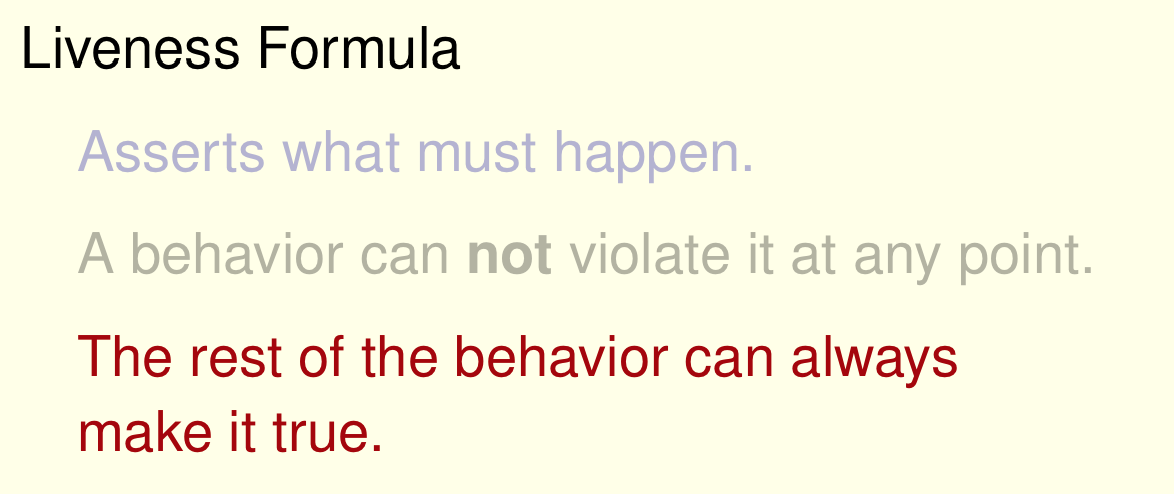 Liveness Formula
Asserts what must happen.
A behavior can not violate it at any point.
The rest of the behavior can always
make it true.